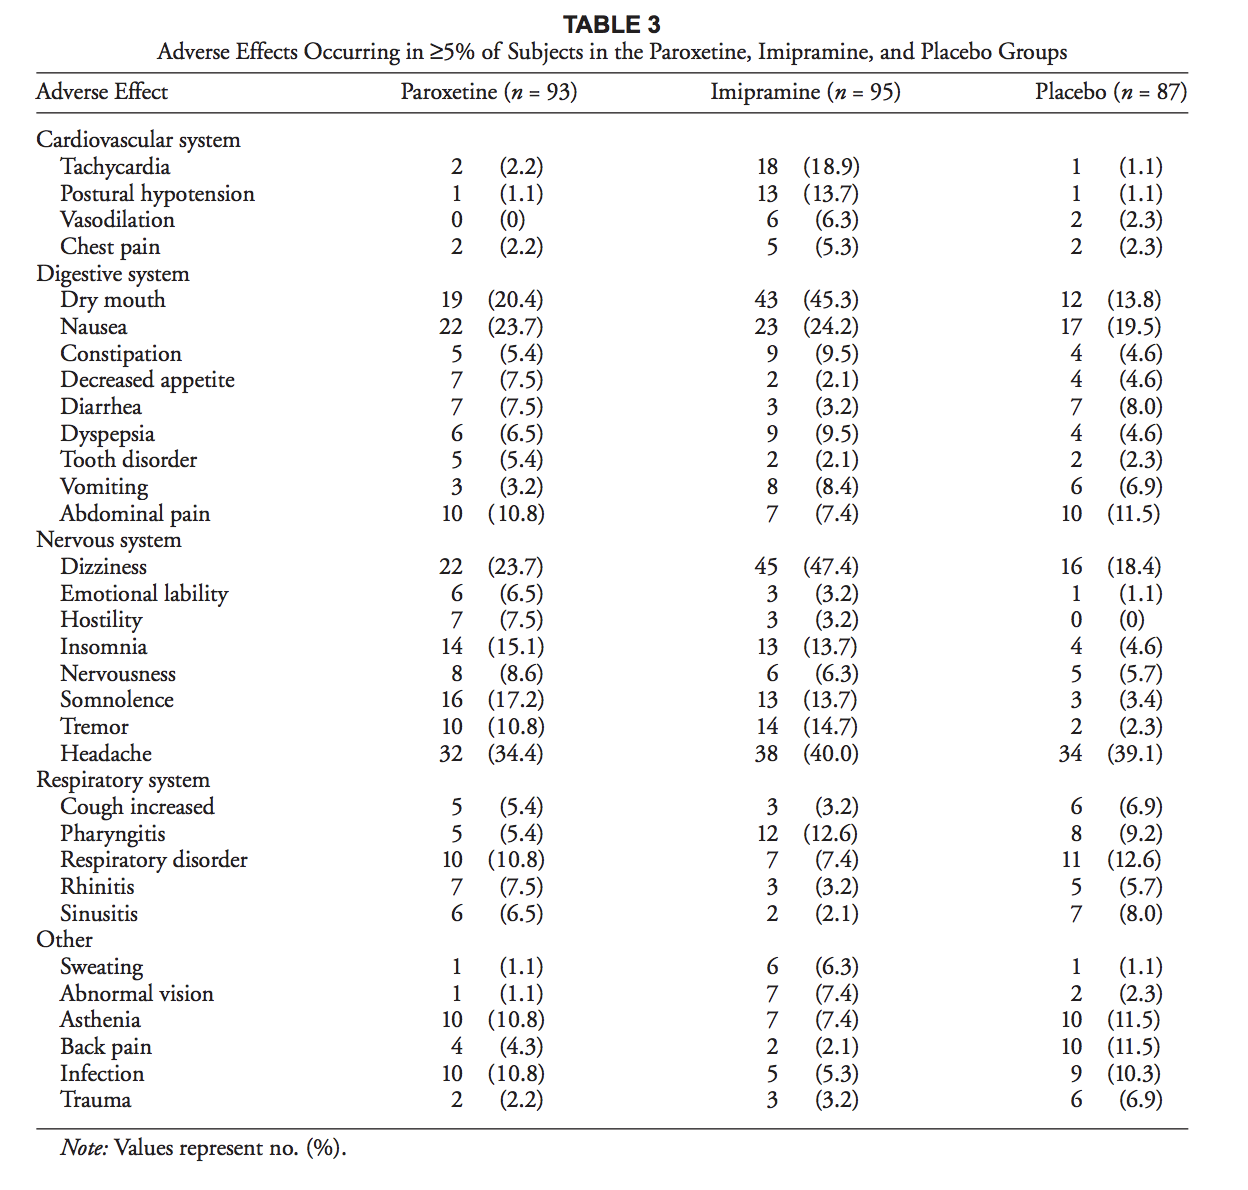 TABLE 3
Adverse Effects Occurring in ≥5% of Subjects in the Paroxetine, Imipramine, and Placebo Groups
Adverse Effect Paroxetine (n = 93) Imipramine (n = 95) Placebo (n = 87)
Cardiovascular system
Tachycardia 2 (2.2) 18 (18.9) 1 (1.1)
Postural hypotension 1 (1.1) 13 (13.7) 1 (1.1)
Vasodilation 0 (0) 6 (6.3) 2 (2.3)
Chest pain 2 (2.2) 5 (5.3) 2 (2.3)
Digestive system
Dry mouth 19 (20.4) 43 (45.3) 12 (13.8)
Nausea 22 (23.7) 23 (24.2) 17 (19.5)
Constipation 5 (5.4) 9 (9.5) 4 (4.6)
Decreased appetite 7 (7.5) 2 (2.1) 4 (4.6)
Diarrhea 7 (7.5) 3 (3.2) 7 (8.0)
Dyspepsia 6 (6.5) 9 (9.5) 4 (4.6)
Tooth disorder 5 (5.4) 2 (2.1) 2 (2.3)
Vomiting 3 (3.2) 8 (8.4) 6 (6.9)
Abdominal pain 10 (10.8) 7 (7.4) 10 (11.5)
Nervous system
Dizziness 22 (23.7) 45 (47.4) 16 (18.4)
Emotional lability 6 (6.5) 3 (3.2) 1 (1.1)
Hostility 7 (7.5) 3 (3.2) 0 (0)
Insomnia 14 (15.1) 13 (13.7) 4 (4.6)
Nervousness 8 (8.6) 6 (6.3) 5 (5.7)
Somnolence 16 (17.2) 13 (13.7) 3 (3.4)
Tremor 10 (10.8) 14 (14.7) 2 (2.3)
Headache 32 (34.4) 38 (40.0) 34 (39.1)
Respiratory system
Cough increased 5 (5.4) 3 (3.2) 6 (6.9)
Pharyngitis 5 (5.4) 12 (12.6) 8 (9.2)
Respiratory disorder 10 (10.8) 7 (7.4) 11 (12.6)
Rhinitis 7 (7.5) 3 (3.2) 5 (5.7)
Sinusitis 6 (6.5) 2 (2.1) 7 (8.0)
Other
Sweating 1 (1.1) 6 (6.3) 1 (1.1)
Abnormal vision 1 (1.1) 7 (7.4) 2 (2.3)
Asthenia 10 (10.8) 7 (7.4) 10 (11.5)
Back pain 4 (4.3) 2 (2.1) 10 (11.5)
Infection 10 (10.8) 5 (5.3) 9 (10.3)
Trauma 2 (2.2) 3 (3.2) 6 (6.9)
Note: Values represent no. (%).